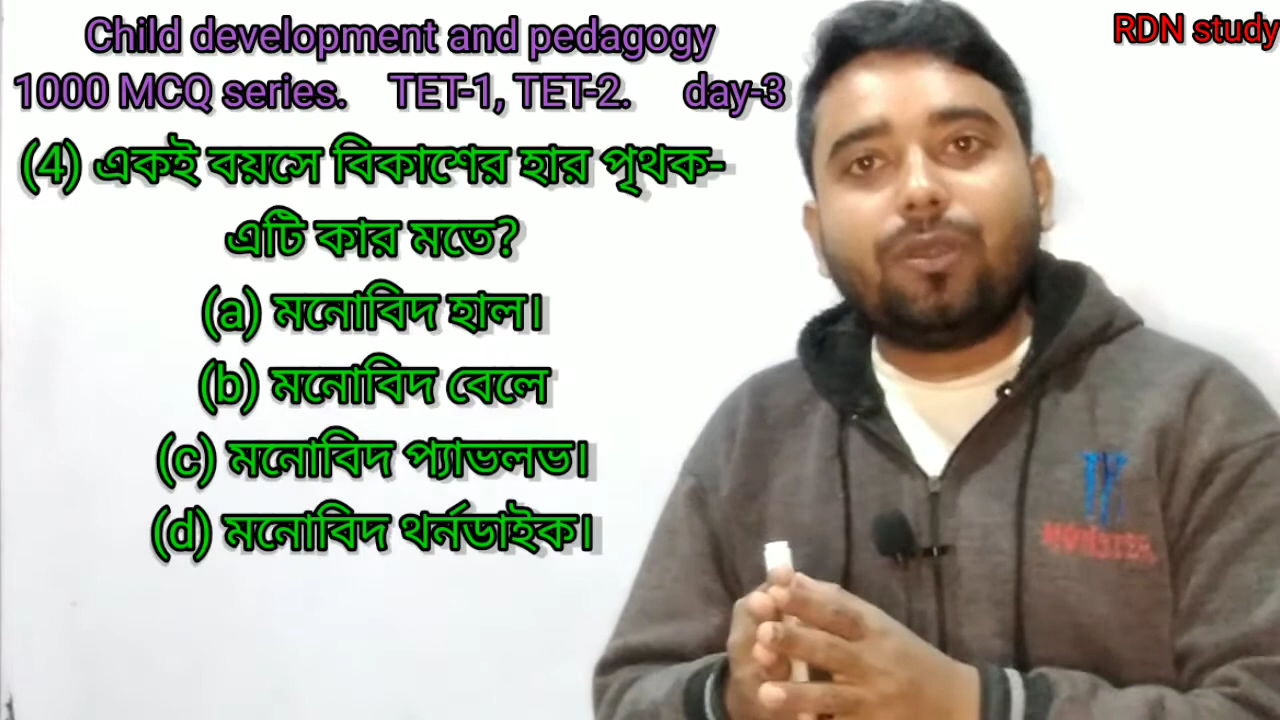 Child development and pedagogy
RDN study
1000 MCQ series. TET-1, TET-2. day-3
(4) একই বয়সে বিকাশের হার পৃথক-
এটি কার মতে?
(a) মনোবিদ হাল।
(b) মনোবিদ বেলে
(c) মনোবিদ প্যাভলভ।
(d) মনোবিদ থর্নডাইক।